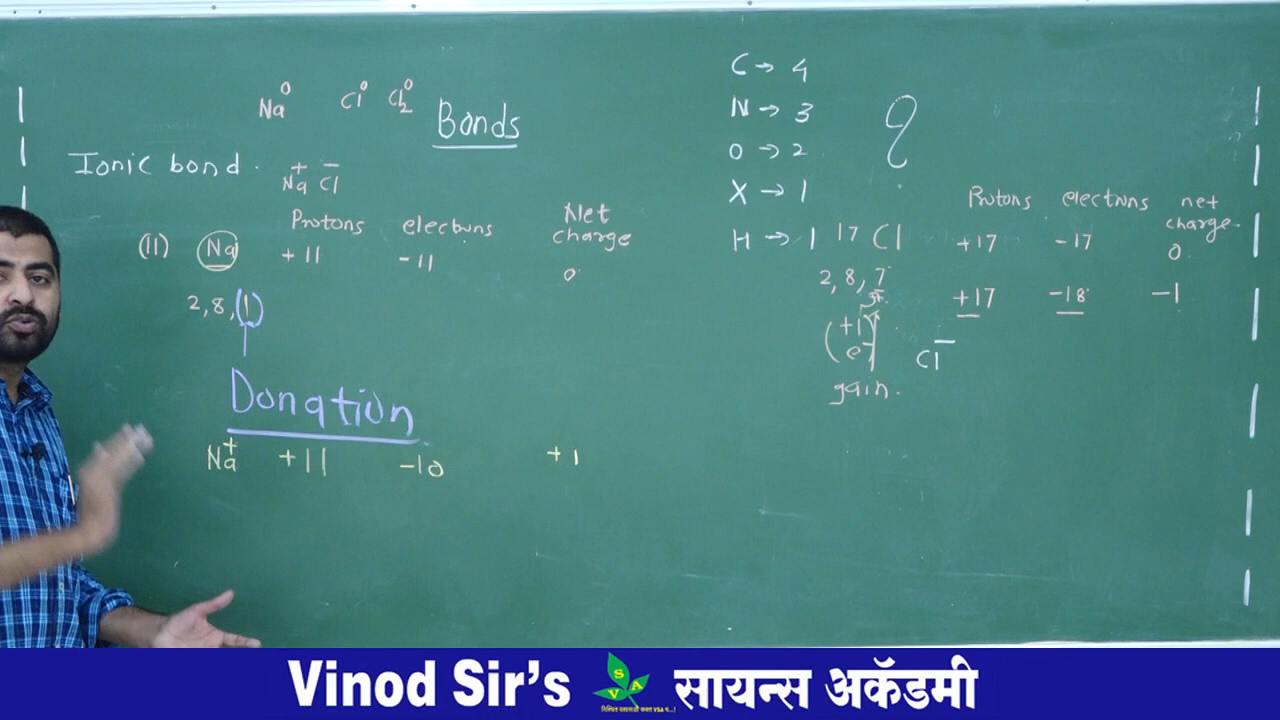 Na⁰ Cl⁰ Cl₂⁰
Bonds
Ionic bond.
Na⁺ Cl⁻
Protons electrons Net charge
(11) Na +11 -11 0
2,8,(1)
Donation
Na⁺ +11 -10 +1
C → 4
N → 3
O → 2
X → 1
H → 1
Protons electrons net charge
17 Cl +17 -17 0
2, 8, 7
+17 -18 -1
(+1 e⁻)
gain.
Cl⁻
Vinod Sir's SVA सायन्स अकॅडमी